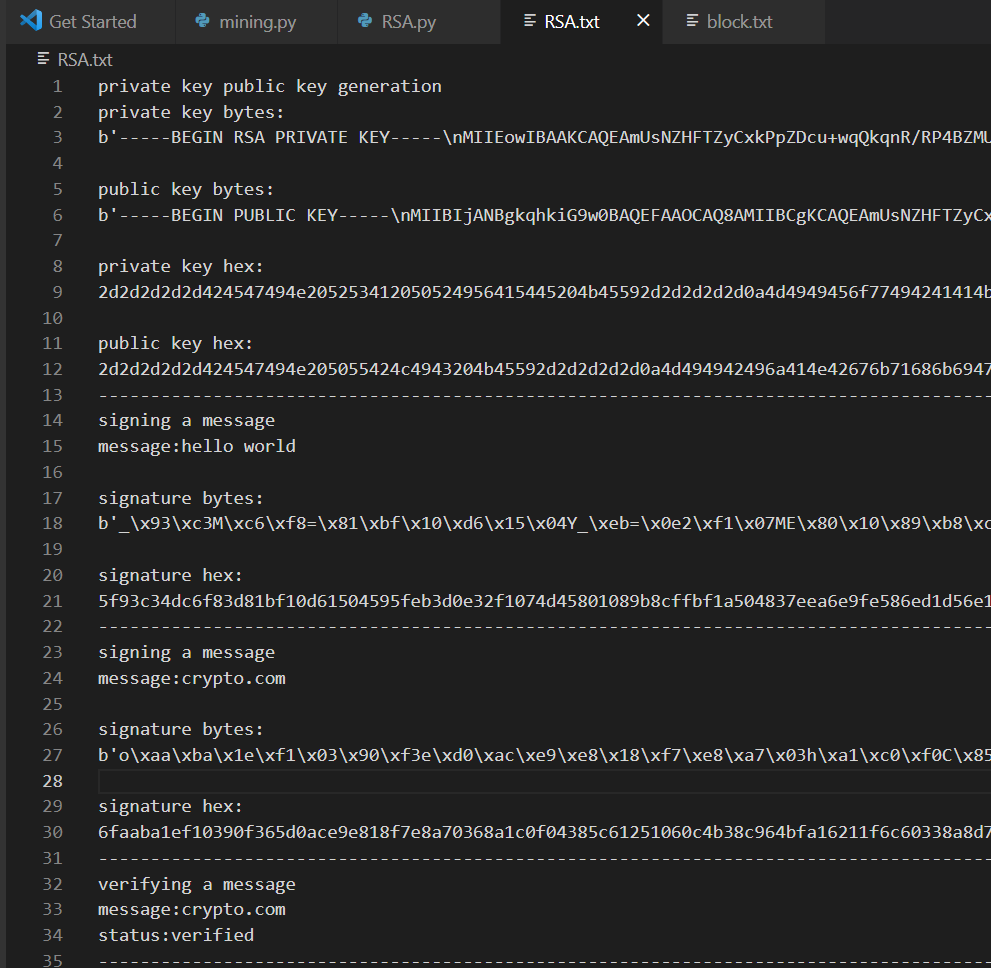 Get Started mining.py RSA.py RSA.txt × block.txt
RSA.txt
1 private key public key generation
2 private key bytes:
3 b'-----BEGIN RSA PRIVATE KEY-----\nMIIEowIBAAKCAQEAmUsNZHFTZyCxkPpZDcu+wqQkqnR/RP4BZMU
4
5 public key bytes:
6 b'-----BEGIN PUBLIC KEY-----\nMIIBIjANBgkqhkiG9w0BAQEFAAOCAQ8AMIIBCgKCAQEAmUsNZHFTZyCx
7
8 private key hex:
9 2d2d2d2d2d424547494e205253412050524956415445204b45592d2d2d2d2d0a4d4949456f77494241414b
10
11 public key hex:
12 2d2d2d2d2d424547494e205055424c4943204b45592d2d2d2d2d0a4d494942496a414e42676b71686b6947
13 --------------------------------------------------------------------------------------
14 signing a message
15 message:hello world
16
17 signature bytes:
18 b'_\x93\xc3M\xc6\xf8=\x81\xbf\x10\xd6\x15\x04Y_\xeb=\x0e2\xf1\x07ME\x80\x10\x89\xb8\xc
19
20 signature hex:
21 5f93c34dc6f83d81bf10d61504595feb3d0e32f1074d45801089b8cffbf1a504837eea6e9fe586ed1d56e1
22 --------------------------------------------------------------------------------------
23 signing a message
24 message:crypto.com
25
26 signature bytes:
27 b'o\xaa\xba\x1e\xf1\x03\x90\xf3e\xd0\xac\xe9\xe8\x18\xf7\xe8\xa7\x03h\xa1\xc0\xf0C\x85
28
29 signature hex:
30 6faaba1ef10390f365d0ace9e818f7e8a70368a1c0f04385c61251060c4b38c964bfa16211f6c60338a8d7
31 --------------------------------------------------------------------------------------
32 verifying a message
33 message:crypto.com
34 status:verified
35 --------------------------------------------------------------------------------------